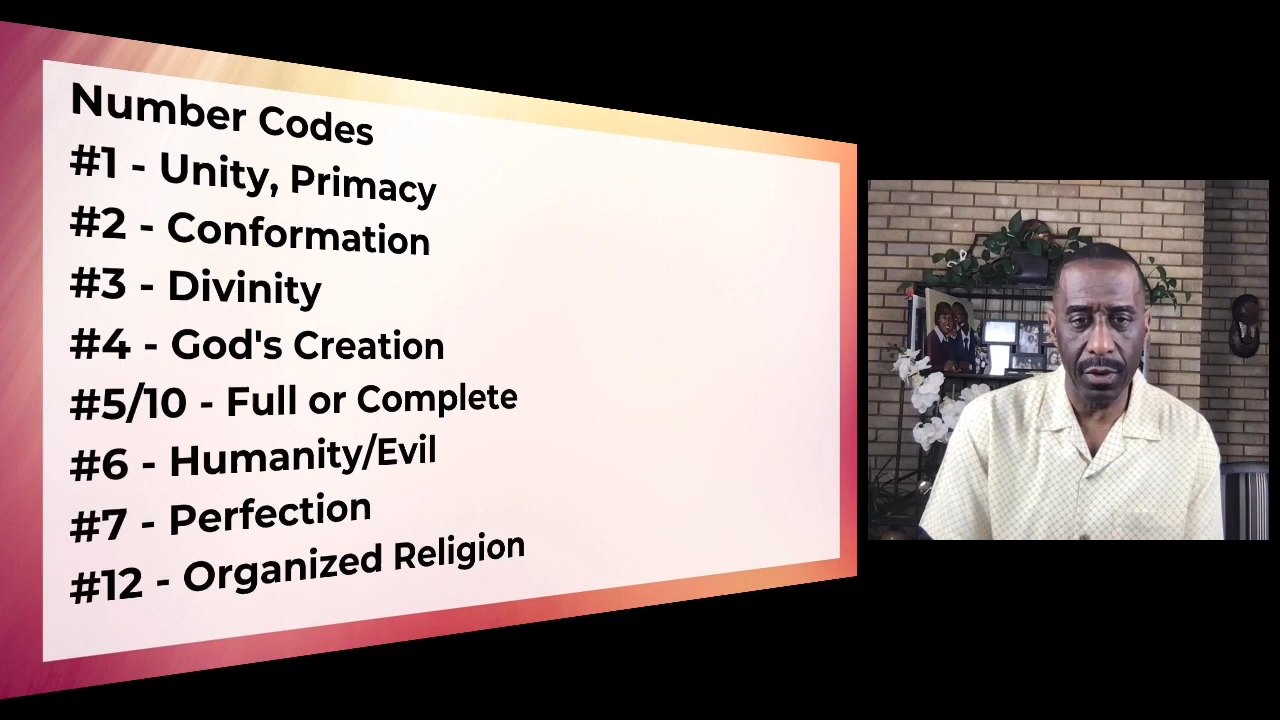 Number Codes
#1 - Unity, Primacy
#2 - Conformation
#3 - Divinity
#4 - God's Creation
#5/10 - Full or Complete
#6 - Humanity/Evil
#7 - Perfection
#12 - Organized Religion